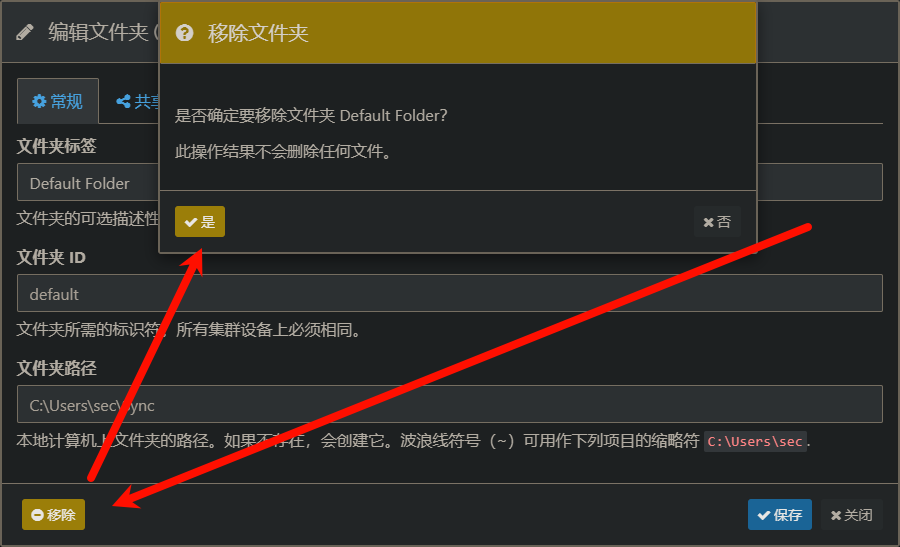 编辑文件夹 (
移除文件夹
常规
共享
是否确定要移除文件夹 Default Folder?
此操作结果不会删除任何文件。
是
否
文件夹标签
Default Folder
文件夹的可选描述性
文件夹 ID
default
文件夹所需的标识符。所有集群设备上必须相同。
文件夹路径
C:\Users\sec\Sync
本地计算机上文件夹的路径。如果不存在，会创建它。波浪线符号（~）可用作下列项目的缩略符 C:\Users\sec.
移除
保存
关闭